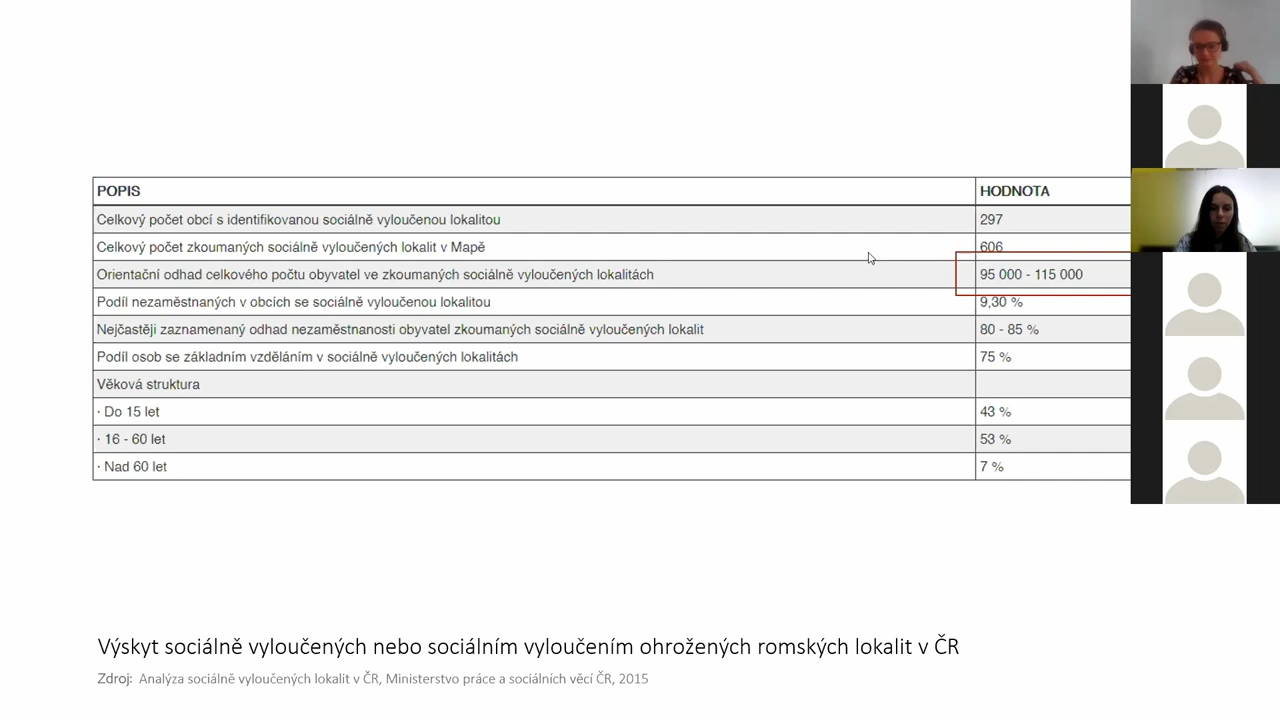 POPIS HODNOTA
Celkový počet obcí s identifikovanou sociálně vyloučenou lokalitou 297
Celkový počet zkoumaných sociálně vyloučených lokalit v Mapě 606
Orientační odhad celkového počtu obyvatel ve zkoumaných sociálně vyloučených lokalitách 95 000 - 115 000
Podíl nezaměstnaných v obcích se sociálně vyloučenou lokalitou 9,30 %
Nejčastěji zaznamenaný odhad nezaměstnanosti obyvatel zkoumaných sociálně vyloučených lokalit 80 - 85 %
Podíl osob se základním vzděláním v sociálně vyloučených lokalitách 75 %
Věková struktura
· Do 15 let 43 %
· 16 - 60 let 53 %
· Nad 60 let 7 %
Výskyt sociálně vyloučených nebo sociálním vyloučením ohrožených romských lokalit v ČR
Zdroj: Analýza sociálně vyloučených lokalit v ČR, Ministerstvo práce a sociálních věcí ČR, 2015